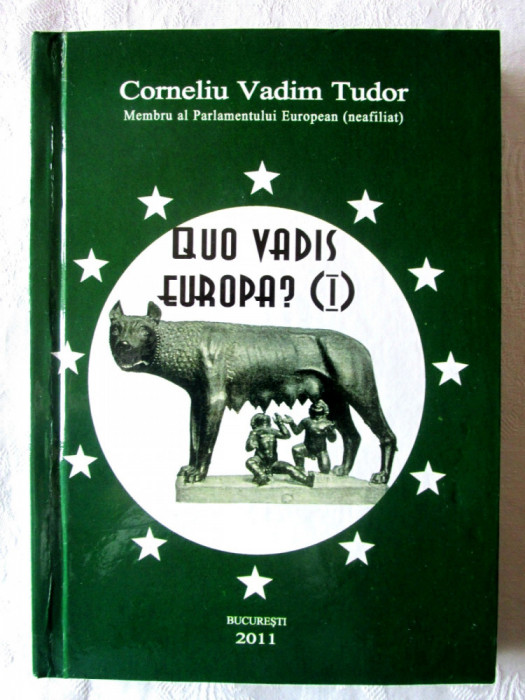 Corneliu Vadim Tudor
Membru al Parlamentului European (neafiliat)
QUO VADIS
EUROPA? (I)
BUCUREŞTI
2011